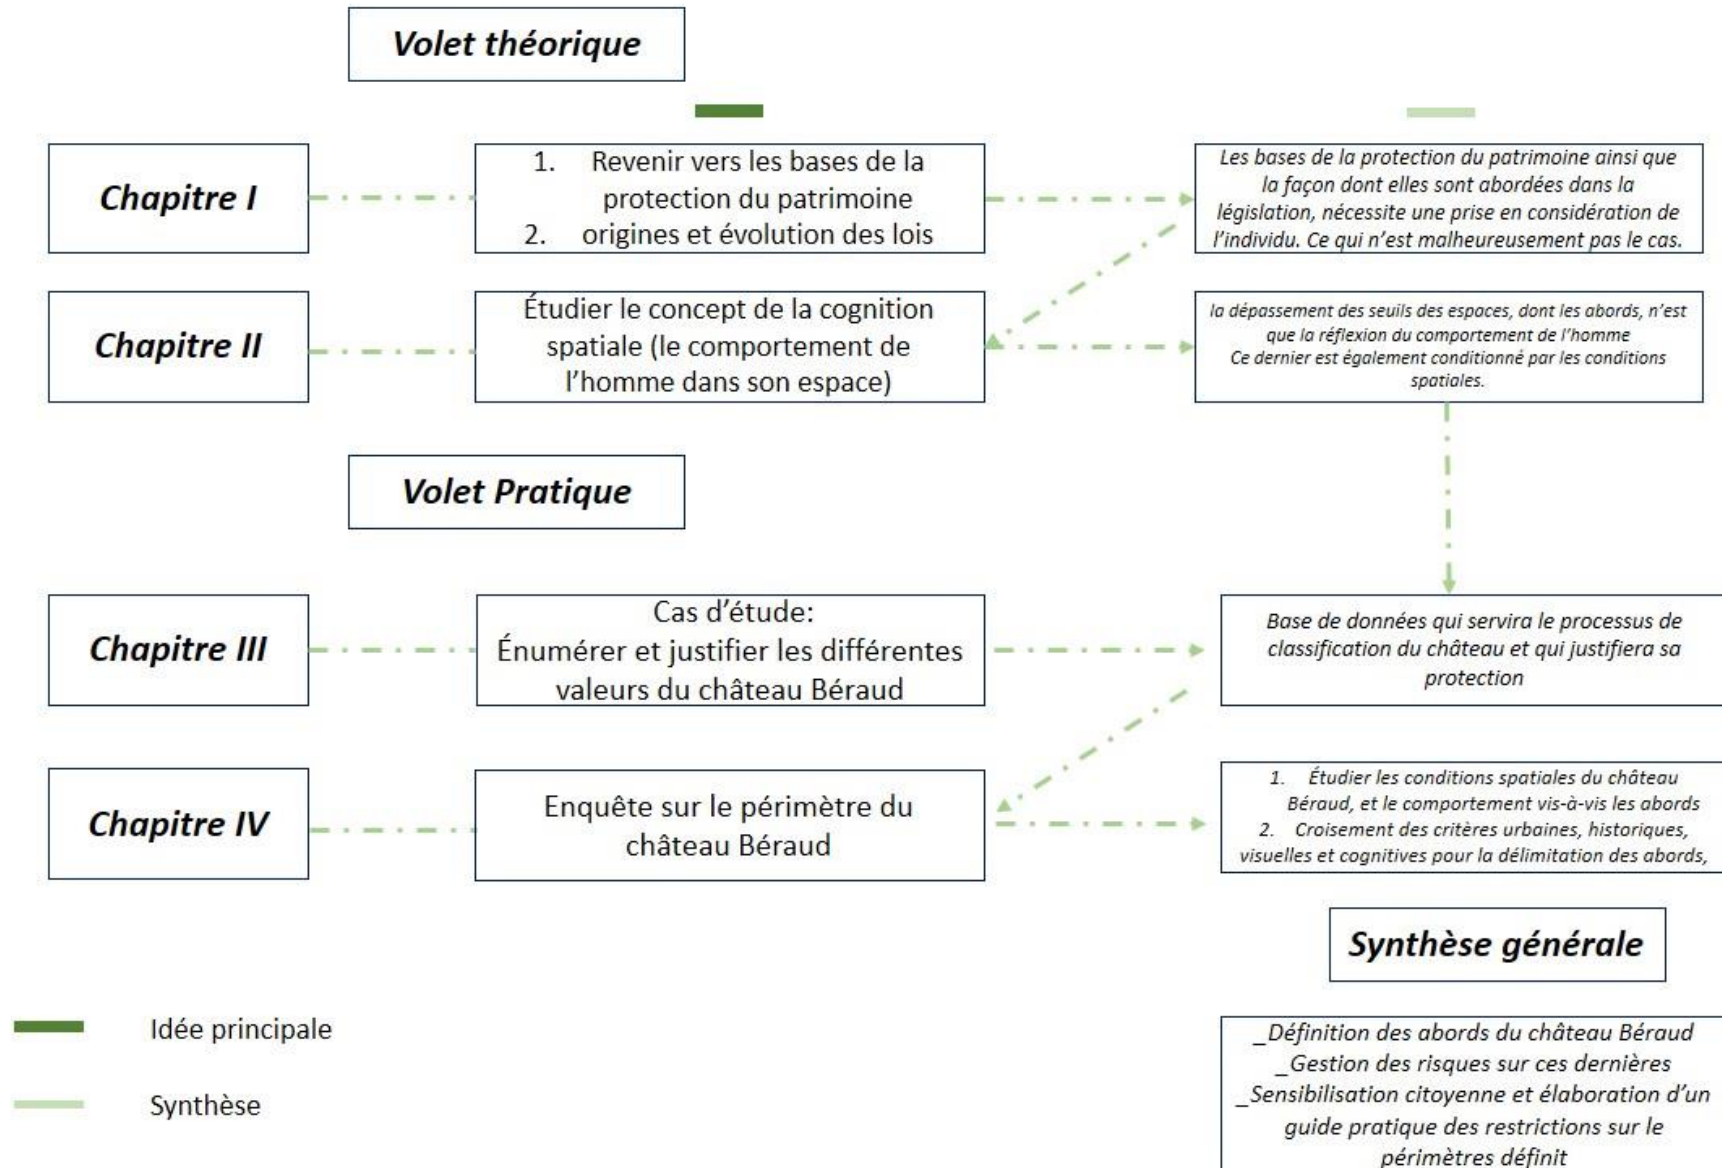 Volet théorique
Chapitre I
1. Revenir vers les bases de la
protection du patrimoine
2. origines et évolution des lois
Les bases de la protection du patrimoine ainsi que
la façon dont elles sont abordées dans la
législation, nécessite une prise en considération de
l’individu. Ce qui n’est malheureusement pas le cas.
Chapitre II
Étudier le concept de la cognition
spatiale (le comportement de
l’homme dans son espace)
la dépassement des seuils des espaces, dont les abords, n’est
que la réflexion du comportement de l’homme
Ce dernier est également conditionné par les conditions
spatiales.
Volet Pratique
Chapitre III
Cas d’étude:
Énumérer et justifier les différentes
valeurs du château Béraud
Base de données qui servira le processus de
classification du château et qui justifiera sa
protection
Chapitre IV
Enquête sur le périmètre du
château Béraud
1. Étudier les conditions spatiales du château
Béraud, et le comportement vis-à-vis les abords
2. Croisement des critères urbaines, historiques,
visuelles et cognitives pour la délimitation des abords,
Synthèse générale
_Définition des abords du château Béraud
_Gestion des risques sur ces dernières
_Sensibilisation citoyenne et élaboration d’un
guide pratique des restrictions sur le
périmètres définit
Idée principale
Synthèse